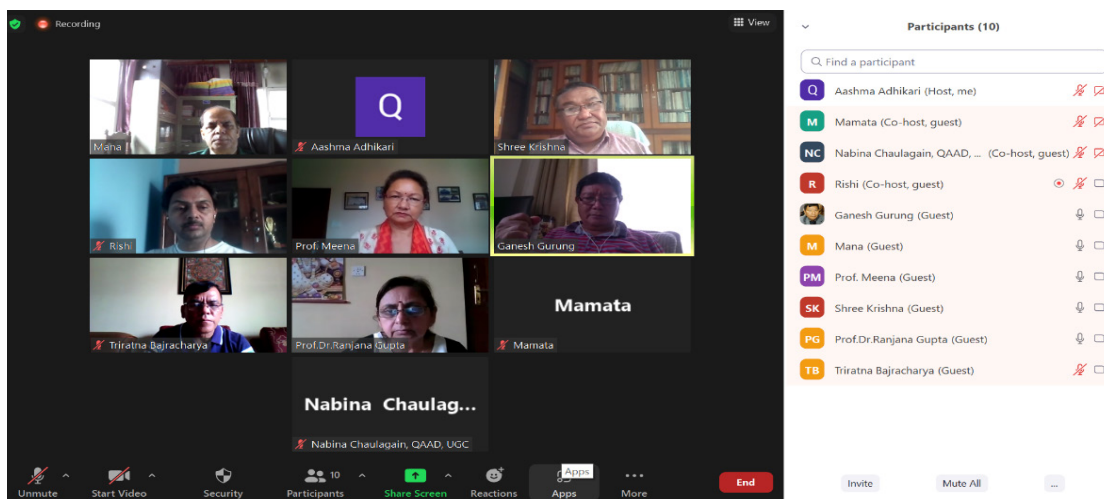 Recording
View
Mana
Q
Aashma Adhikari
Shree Krishna
Rishi
Prof. Meena
Ganesh Gurung
Triratna Bajracharya
Prof.Dr.Ranjana Gupta
Mamata
Mamata
Nabina Chaulag...
Nabina Chaulagain, QAAD, UGC
Unmute
Start Video
Security
10
Participants
Share Screen
Reactions
Apps
Apps
More
End
Participants (10)
Find a participant
Q Aashma Adhikari (Host, me)
M Mamata (Co-host, guest)
NC Nabina Chaulagain, QAAD, ... (Co-host, guest)
R Rishi (Co-host, guest)
Ganesh Gurung (Guest)
M Mana (Guest)
PM Prof. Meena (Guest)
SK Shree Krishna (Guest)
PG Prof.Dr.Ranjana Gupta (Guest)
TB Triratna Bajracharya (Guest)
Invite
Mute All
...